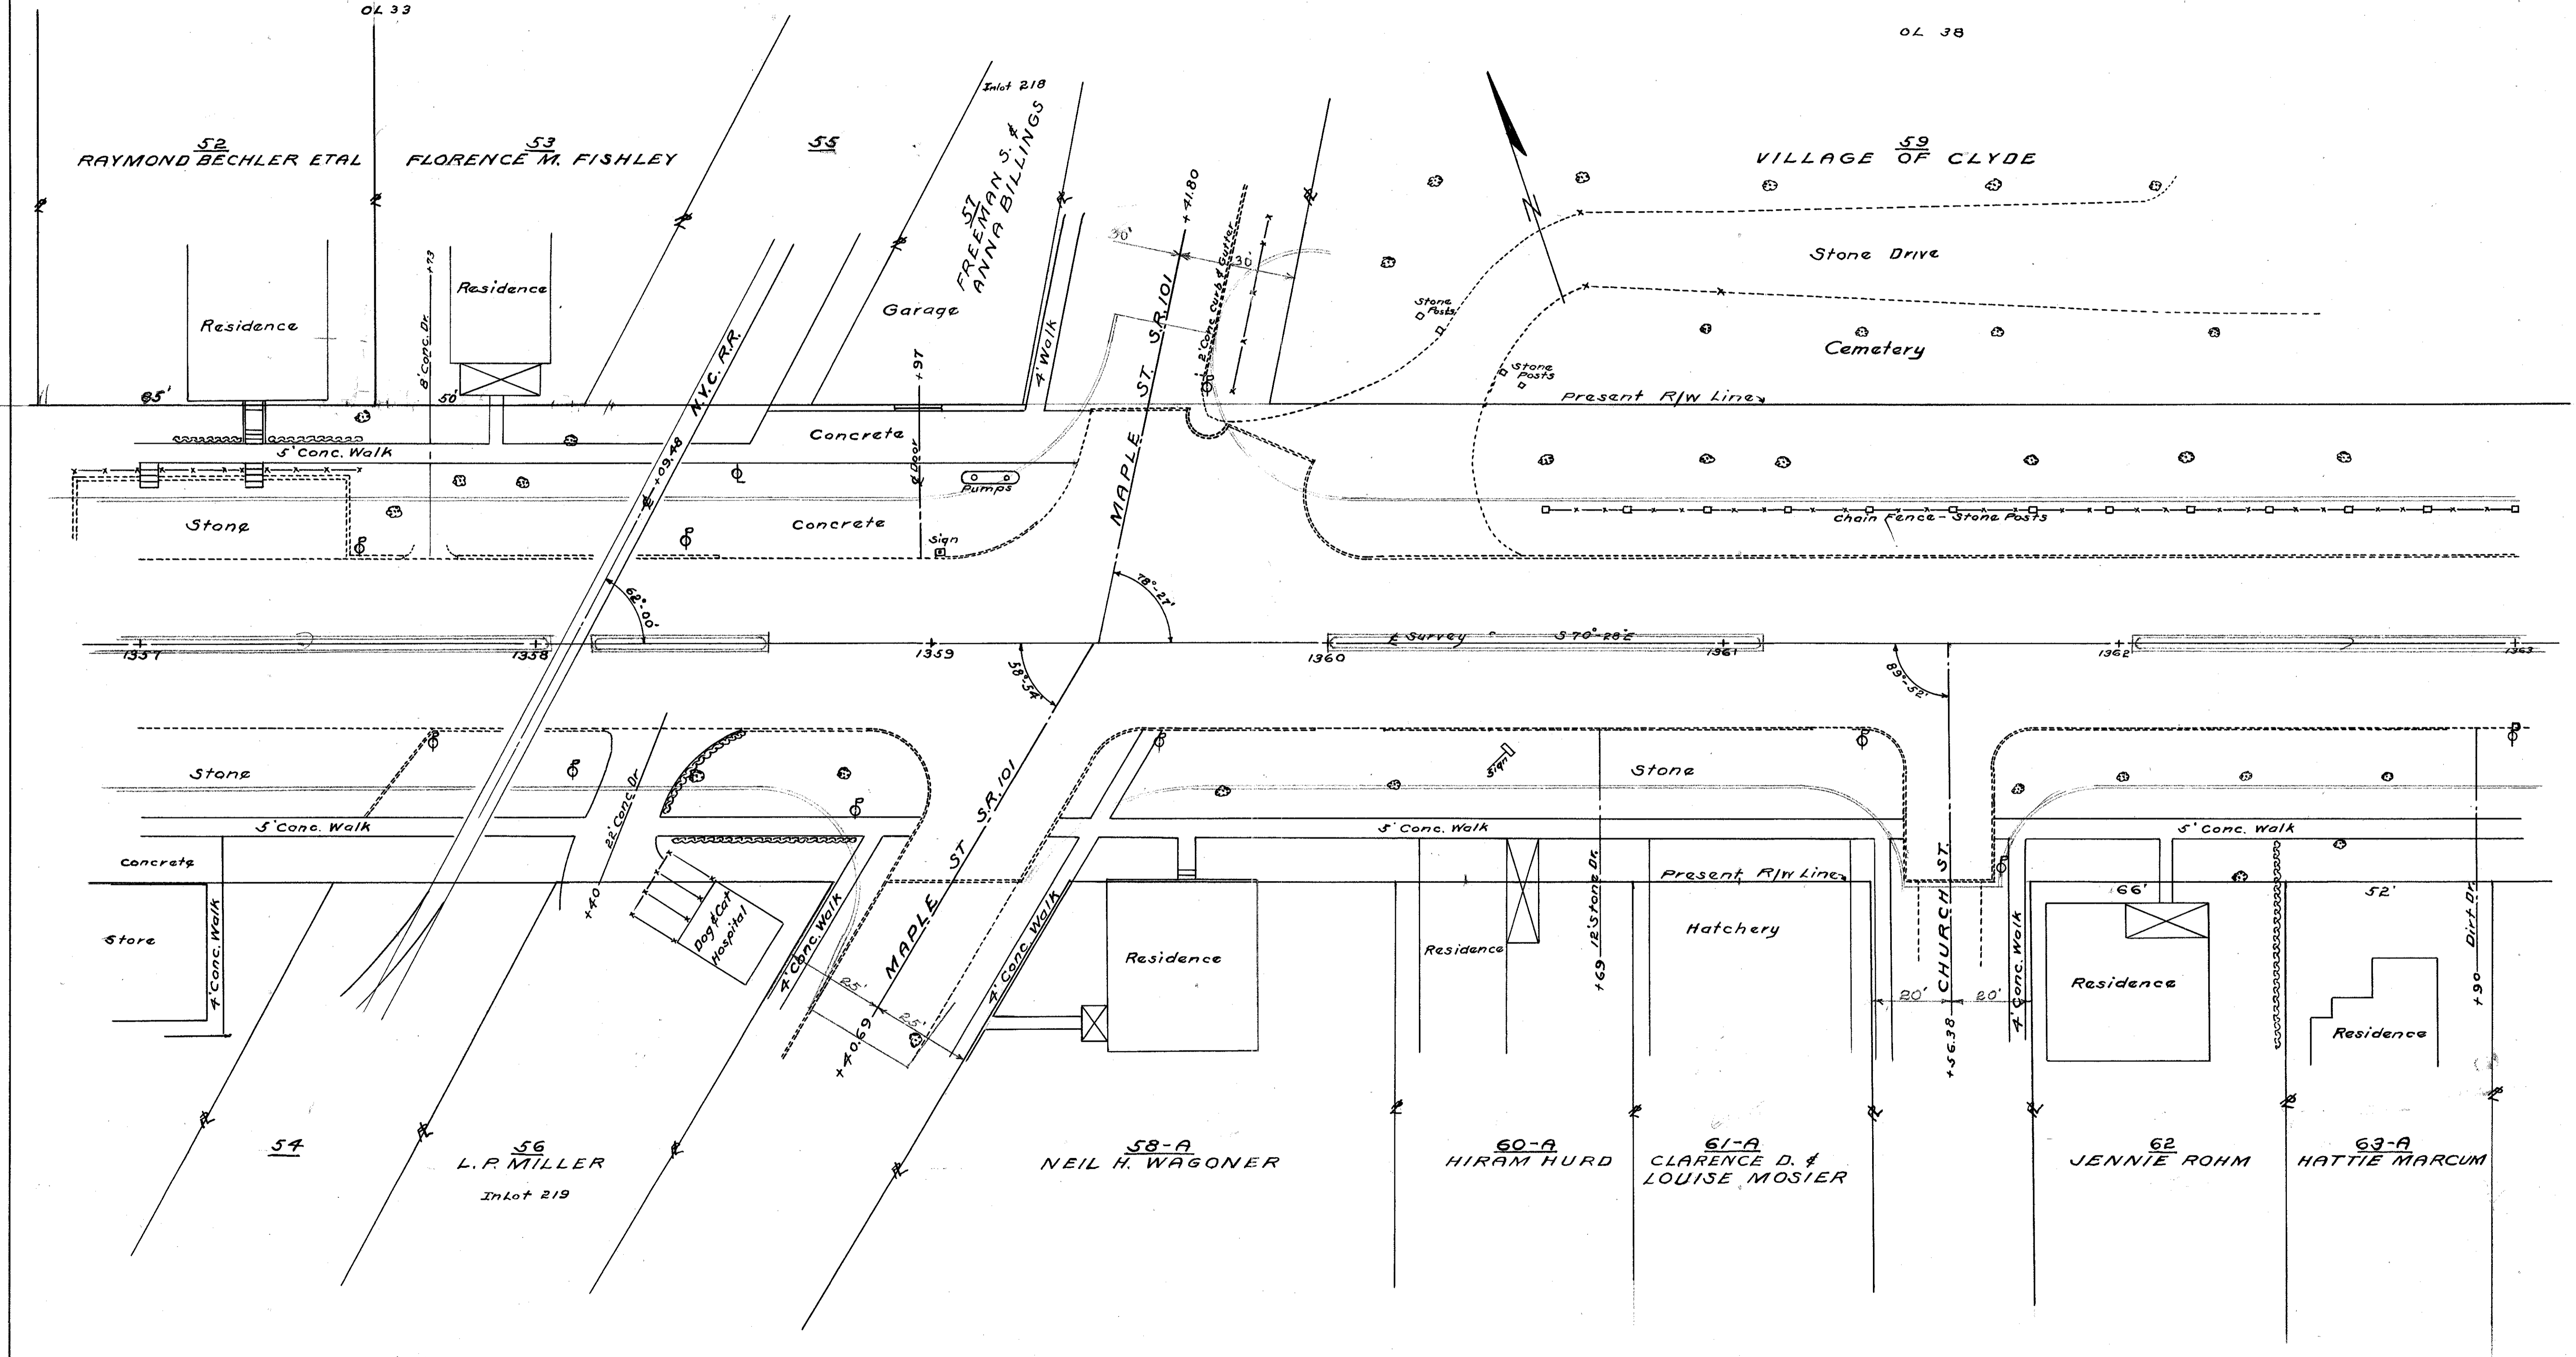 OL 33
OL 38
Inlot 218
52
RAYMOND BECHLER ETAL
53
FLORENCE M. FISHLEY
55
57
FREEMAN S. &
ANNA BILLINGS
59
VILLAGE OF CLYDE
+41.80
30'
30'
2' Conc. curb & Gutter
Stone Drive
Residence
+73
8' Conc. Dr.
Residence
Garage
4' Walk
S.R. 101
Stone
Posts
Stone
Posts
Cemetery
85'
50'
N.Y.C. R.R.
+97
Present R/W Line
5' Conc. Walk
Concrete
₵ +09.48
₵ Door
Pumps
MAPLE ST.
Stone
Concrete
Sign
Chain Fence - Stone Posts
62°-00'
78°-27'
1357
1358
1359
1360
₵ Survey S 70°-28'E
1361
1362
1363
58°-54'
89°-52'
Stone
22' Conc. Dr.
S.R. 101
Sign
Stone
5' Conc. Walk
5' Conc. Walk
5' Conc. Walk
Concrete
+40
Dog & Cat
Hospital
MAPLE ST
12' Stone Dr.
+69
Present R/W Line
CHURCH ST.
66'
52'
Dirt Dr.
+90
Store
4' Conc. Walk
4' Conc. Walk
4' Conc. Walk
Residence
Residence
Hatchery
4' Conc. Walk
Residence
Residence
25'
25'
20'
20'
+40.69
+56.38
54
56
L. P. MILLER
InLot 219
58-A
NEIL H. WAGONER
60-A
HIRAM HURD
61-A
CLARENCE D. &
LOUISE MOSIER
62
JENNIE ROHM
63-A
HATTIE MARCUM